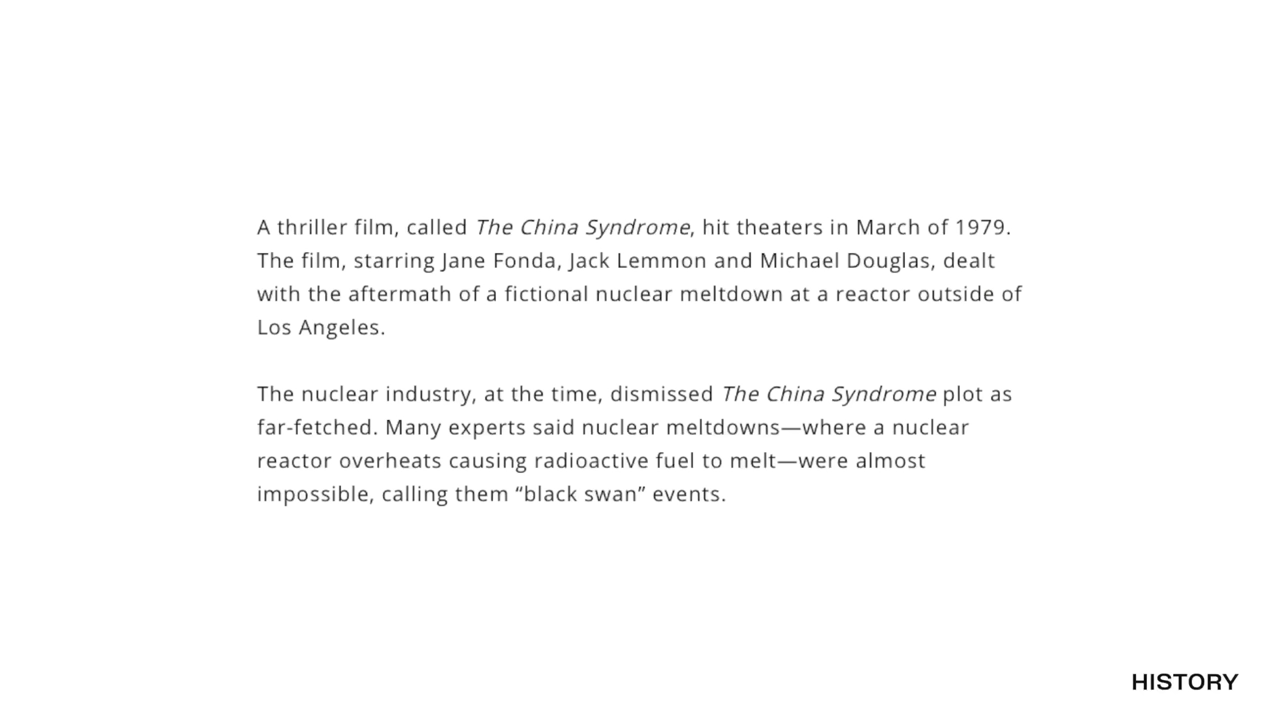 A thriller film, called The China Syndrome, hit theaters in March of 1979.
The film, starring Jane Fonda, Jack Lemmon and Michael Douglas, dealt
with the aftermath of a fictional nuclear meltdown at a reactor outside of
Los Angeles.
The nuclear industry, at the time, dismissed The China Syndrome plot as
far-fetched. Many experts said nuclear meltdowns—where a nuclear
reactor overheats causing radioactive fuel to melt—were almost
impossible, calling them “black swan” events.
HISTORY